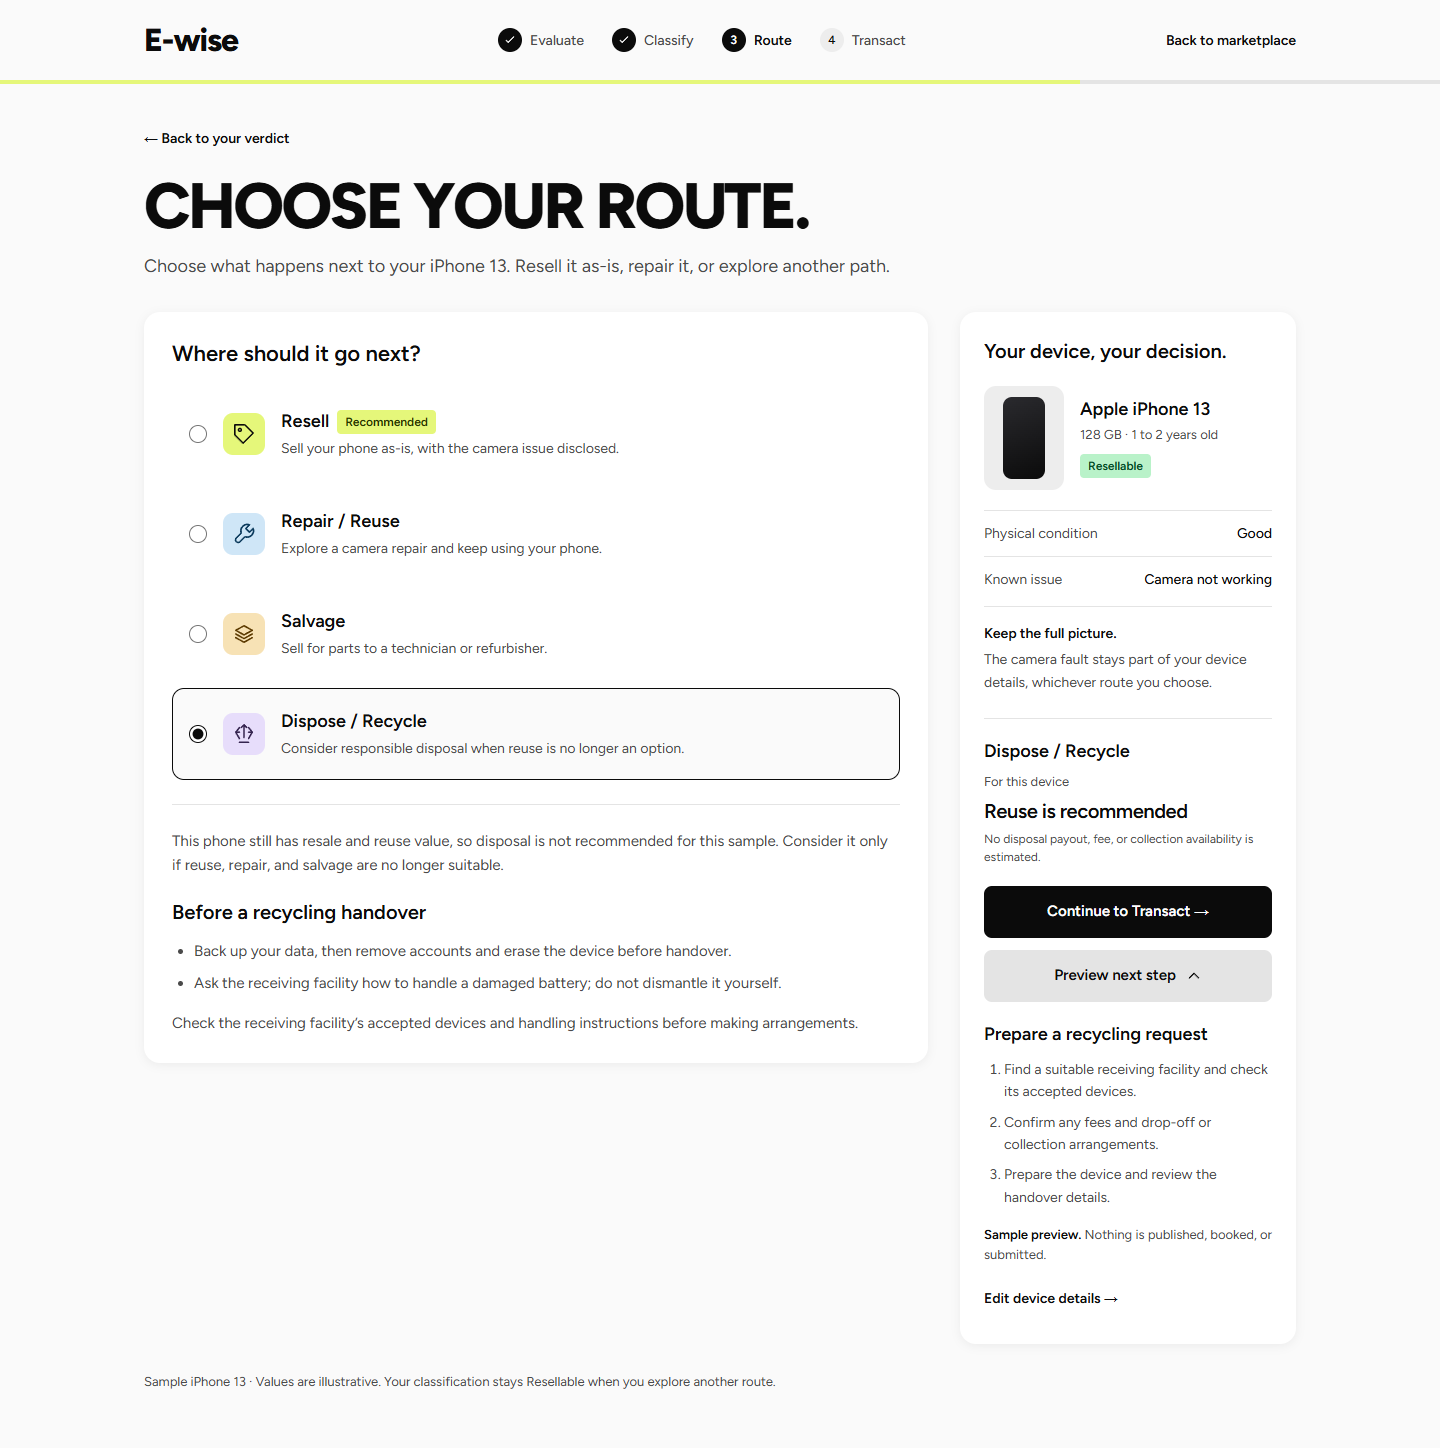 E-wise
Evaluate
Classify
3 Route
4 Transact
Back to marketplace
← Back to your verdict
CHOOSE YOUR ROUTE.
Choose what happens next to your iPhone 13. Resell it as-is, repair it, or explore another path.
Where should it go next?
Resell Recommended
Sell your phone as-is, with the camera issue disclosed.
Repair / Reuse
Explore a camera repair and keep using your phone.
Salvage
Sell for parts to a technician or refurbisher.
Dispose / Recycle
Consider responsible disposal when reuse is no longer an option.
This phone still has resale and reuse value, so disposal is not recommended for this sample. Consider it only
if reuse, repair, and salvage are no longer suitable.
Before a recycling handover
• Back up your data, then remove accounts and erase the device before handover.
• Ask the receiving facility how to handle a damaged battery; do not dismantle it yourself.
Check the receiving facility's accepted devices and handling instructions before making arrangements.
Your device, your decision.
Apple iPhone 13
128 GB · 1 to 2 years old
Resellable
Physical condition Good
Known issue Camera not working
Keep the full picture.
The camera fault stays part of your device
details, whichever route you choose.
Dispose / Recycle
For this device
Reuse is recommended
No disposal payout, fee, or collection availability is
estimated.
Continue to Transact →
Preview next step
Prepare a recycling request
1. Find a suitable receiving facility and check
its accepted devices.
2. Confirm any fees and drop-off or
collection arrangements.
3. Prepare the device and review the
handover details.
Sample preview. Nothing is published, booked, or
submitted.
Edit device details →
Sample iPhone 13 · Values are illustrative. Your classification stays Resellable when you explore another route.